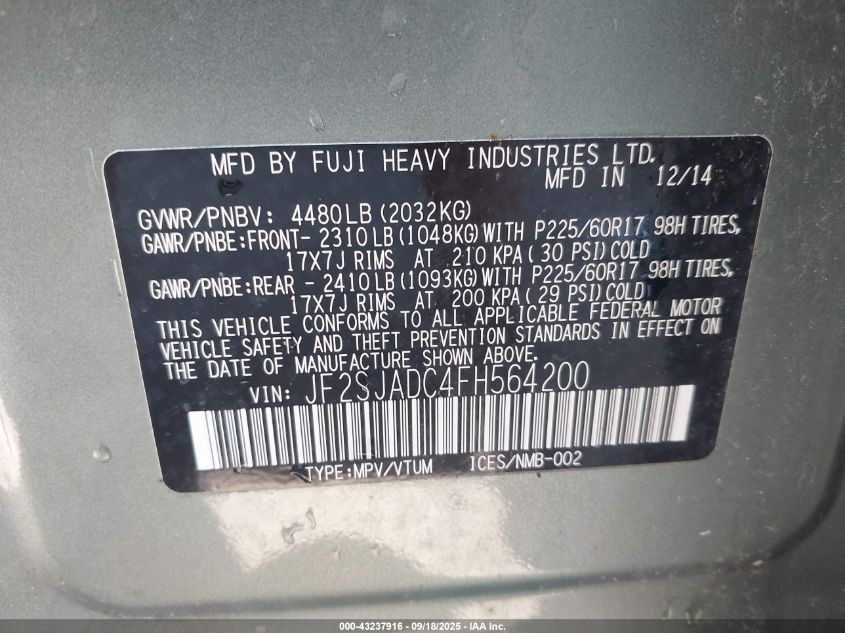 MFD BY FUJI HEAVY INDUSTRIES LTD.
MFD IN 12/14
GVWR/PNBV: 4480LB (2032KG)
GAWR/PNBE:FRONT- 2310LB (1048KG) WITH P225/60R17 98H TIRES,
17X7J RIMS AT 210 KPA ( 30 PSI) COLD
GAWR/PNBE:REAR - 2410LB (1093KG) WITH P225/60R17 98H TIRES,
17X7J RIMS AT 200 KPA ( 29 PSI) COLD
THIS VEHICLE CONFORMS TO ALL APPLICABLE FEDERAL MOTOR
VEHICLE SAFETY AND THEFT PREVENTION STANDARDS IN EFFECT ON
THE DATE OF MANUFACTURE SHOWN ABOVE.
VIN: JF2SJADC4FH564200
TYPE:MPV/VTUM ICES/NMB-002
000-43237916 - 09/18/2025 - IAA Inc.